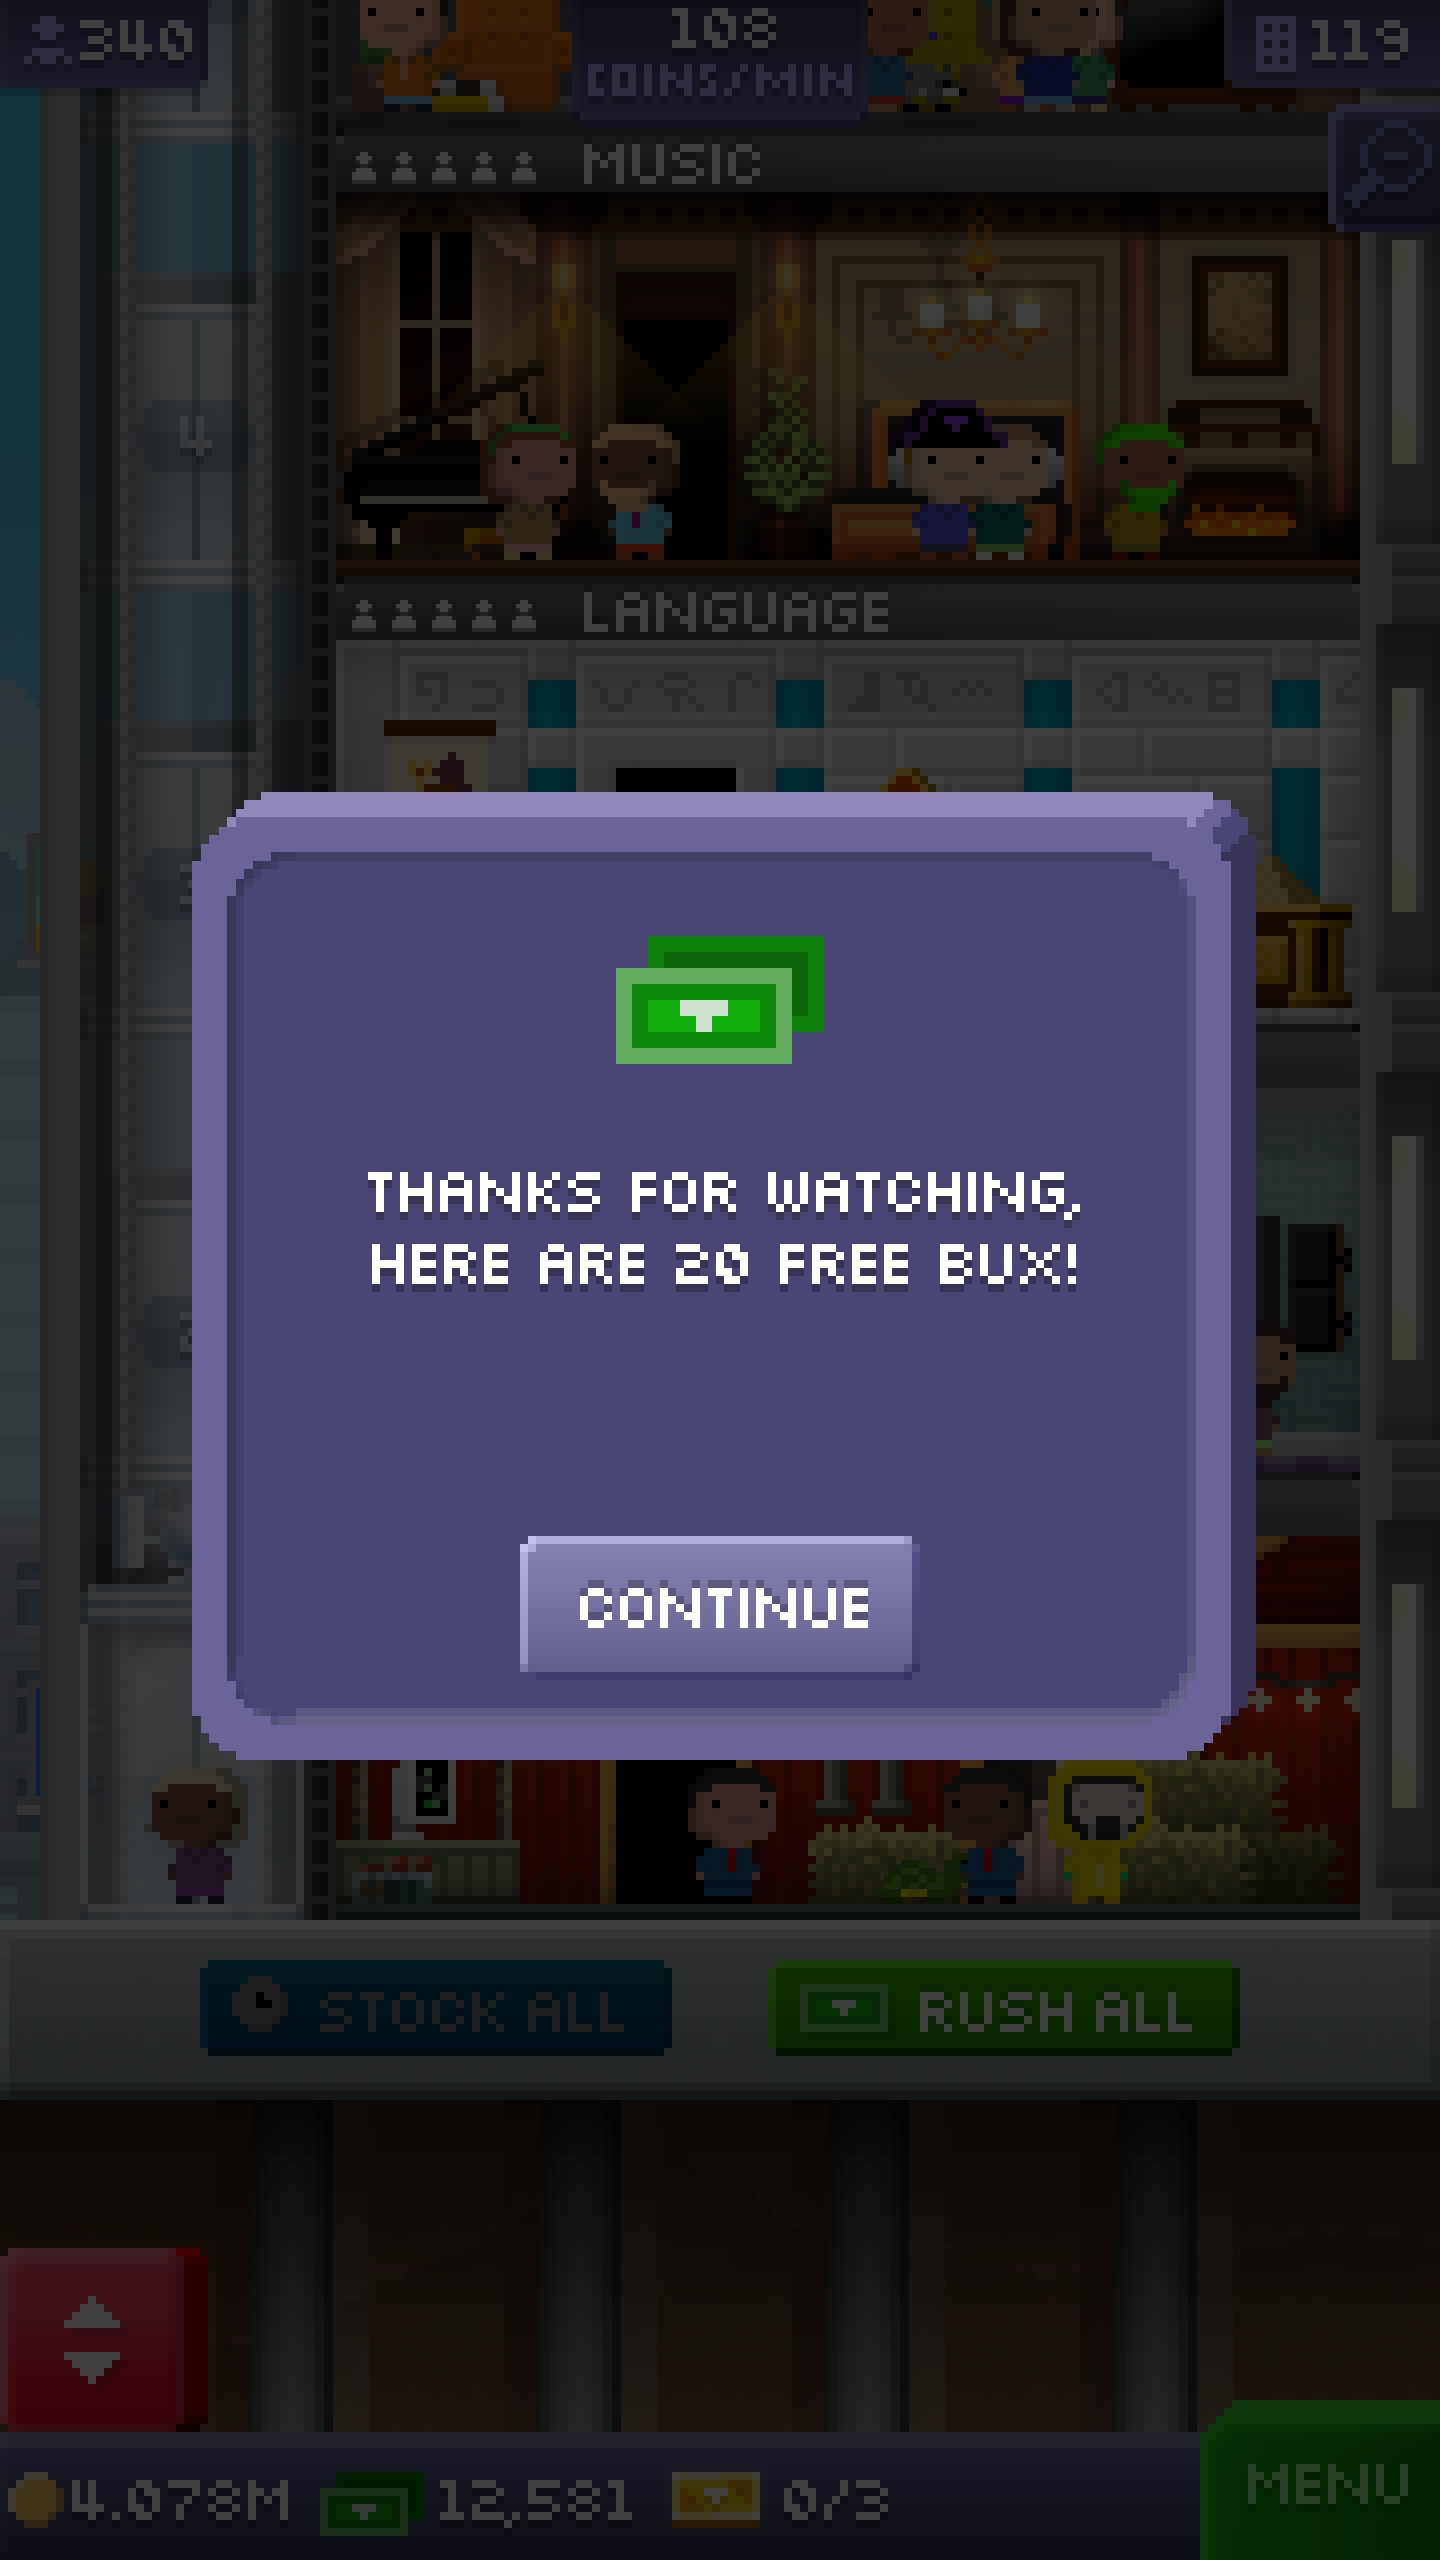 340
108
COINS/MIN
119
MUSIC
4
LANGUAGE
THANKS FOR WATCHING,
HERE ARE 20 FREE BUX!
CONTINUE
STOCK ALL
RUSH ALL
4.078M
12,581
0/3
MENU